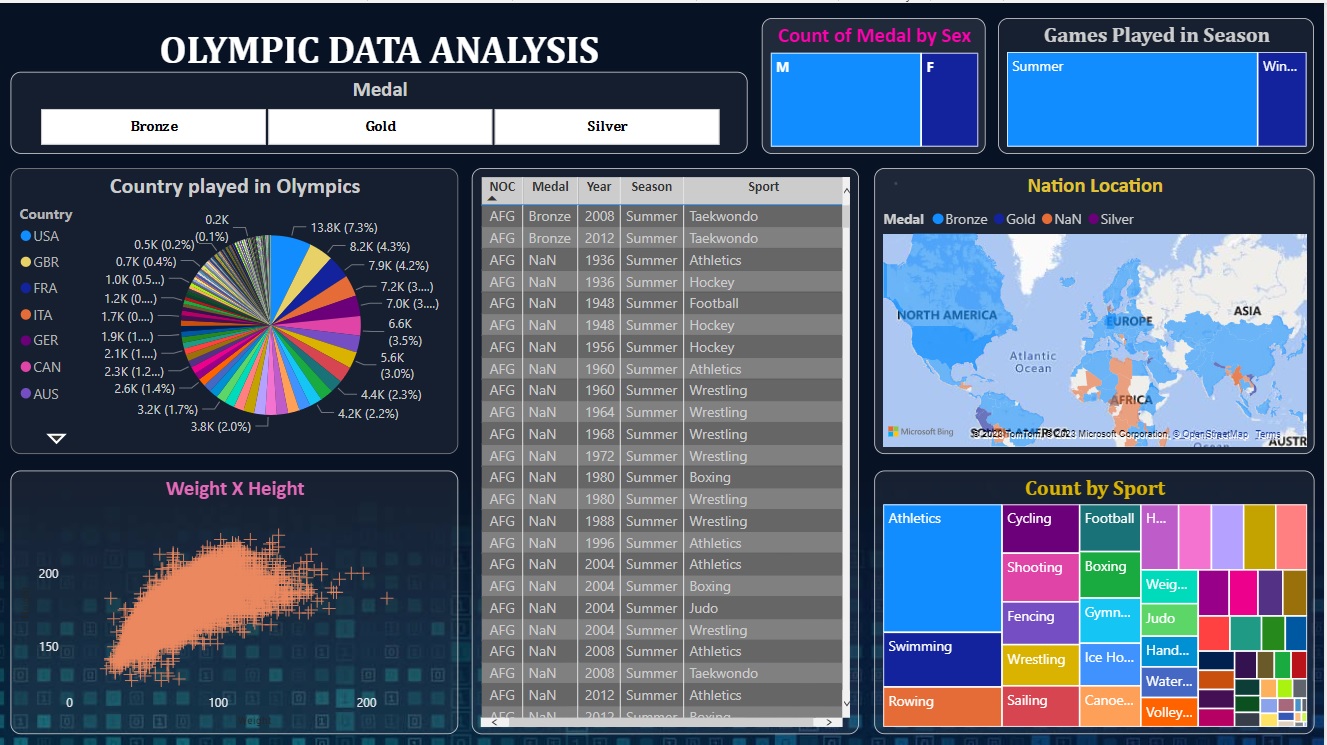 OLYMPIC DATA ANALYSIS
Medal
Bronze Gold Silver
Count of Medal by Sex
M F
Games Played in Season
Summer Win...
Country played in Olympics
Country
USA
GBR
FRA
ITA
GER
CAN
AUS
13.8K (7.3%)
8.2K (4.3%)
7.9K (4.2%)
7.2K (3....)
7.0K (3....)
6.6K
(3.5%)
5.6K
(3.0%)
4.4K (2.3%)
4.2K (2.2%)
3.8K (2.0%)
3.2K (1.7%)
2.6K (1.4%)
2.3K (1.2...)
2.1K (1....)
1.9K (1....)
1.7K (0....)
1.2K (0....)
1.0K (0.5...)
0.7K (0.4%)
0.5K (0.2%)
0.2K
(0.1%)
Weight X Height
200
150
0 100 200
NOC Medal Year Season Sport
AFG Bronze 2008 Summer Taekwondo
AFG Bronze 2012 Summer Taekwondo
AFG NaN 1936 Summer Athletics
AFG NaN 1936 Summer Hockey
AFG NaN 1948 Summer Football
AFG NaN 1948 Summer Hockey
AFG NaN 1956 Summer Hockey
AFG NaN 1960 Summer Athletics
AFG NaN 1960 Summer Wrestling
AFG NaN 1964 Summer Wrestling
AFG NaN 1968 Summer Wrestling
AFG NaN 1972 Summer Wrestling
AFG NaN 1980 Summer Boxing
AFG NaN 1980 Summer Wrestling
AFG NaN 1988 Summer Wrestling
AFG NaN 1996 Summer Athletics
AFG NaN 2004 Summer Athletics
AFG NaN 2004 Summer Boxing
AFG NaN 2004 Summer Judo
AFG NaN 2004 Summer Wrestling
AFG NaN 2008 Summer Athletics
AFG NaN 2008 Summer Taekwondo
AFG NaN 2012 Summer Athletics
AFG NaN 2012 Summer Boxing
Nation Location
Medal Bronze Gold NaN Silver
NORTH AMERICA
EUROPE
ASIA
Atlantic
Ocean
AFRICA
Microsoft Bing
© 2023 TomTom, © 2023 Microsoft Corporation, © OpenStreetMap Terms
AUSTR
Count by Sport
Athletics
Swimming
Rowing
Cycling
Shooting
Fencing
Wrestling
Sailing
Football
Boxing
Gymn...
Ice Ho...
Canoe...
H...
Weig...
Judo
Hand...
Water...
Volley...